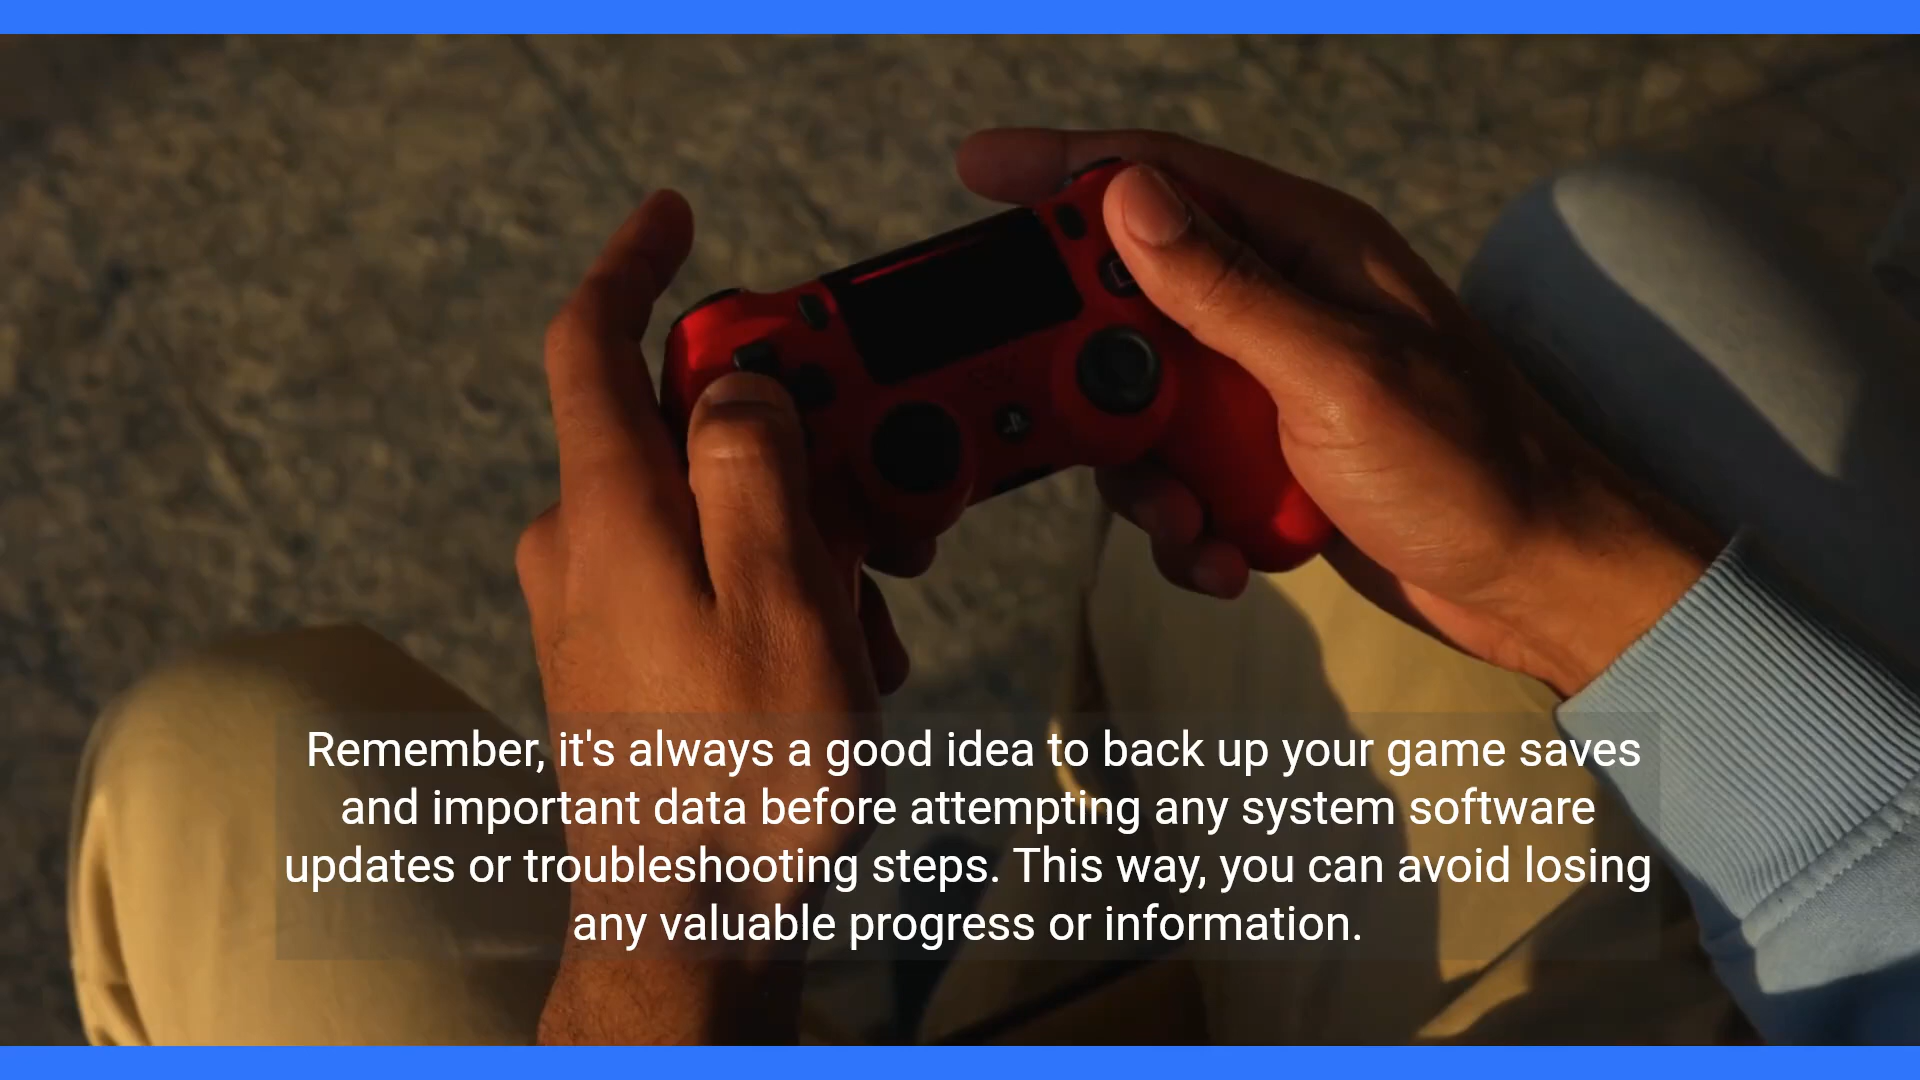 Remember, it's always a good idea to back up your game saves
and important data before attempting any system software
updates or troubleshooting steps. This way, you can avoid losing
any valuable progress or information.